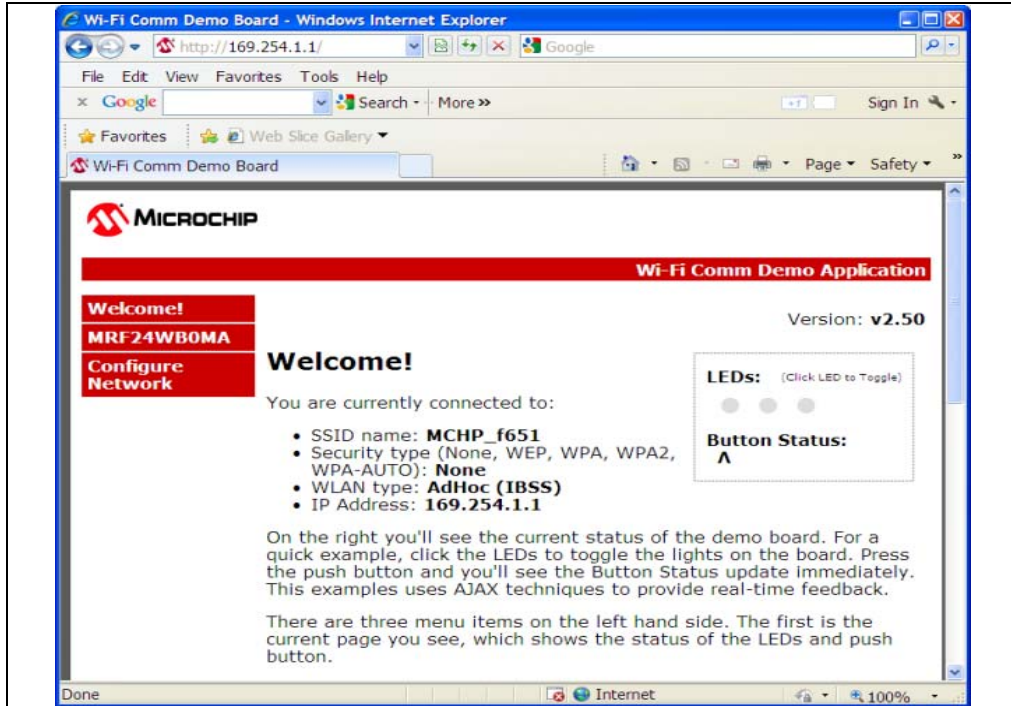 Wi-Fi Comm Demo Board - Windows Internet Explorer
http://169.254.1.1/
Google
File Edit View Favorites Tools Help
x Google
Search
More »
Sign In
Favorites
Web Slice Gallery
Wi-Fi Comm Demo Board
Page
Safety
»
MICROCHIP
Wi-Fi Comm Demo Application
Welcome!
MRF24WB0MA
Configure
Network
Version: v2.50
Welcome!
You are currently connected to:
• SSID name: MCHP_f651
• Security type (None, WEP, WPA, WPA2,
WPA-AUTO): None
• WLAN type: AdHoc (IBSS)
• IP Address: 169.254.1.1
LEDs: (Click LED to Toggle)
Button Status:
Λ
On the right you'll see the current status of the demo board. For a
quick example, click the LEDs to toggle the lights on the board. Press
the push button and you'll see the Button Status update immediately.
This examples uses AJAX techniques to provide real-time feedback.
There are three menu items on the left hand side. The first is the
current page you see, which shows the status of the LEDs and push
button.
Done
Internet
100%